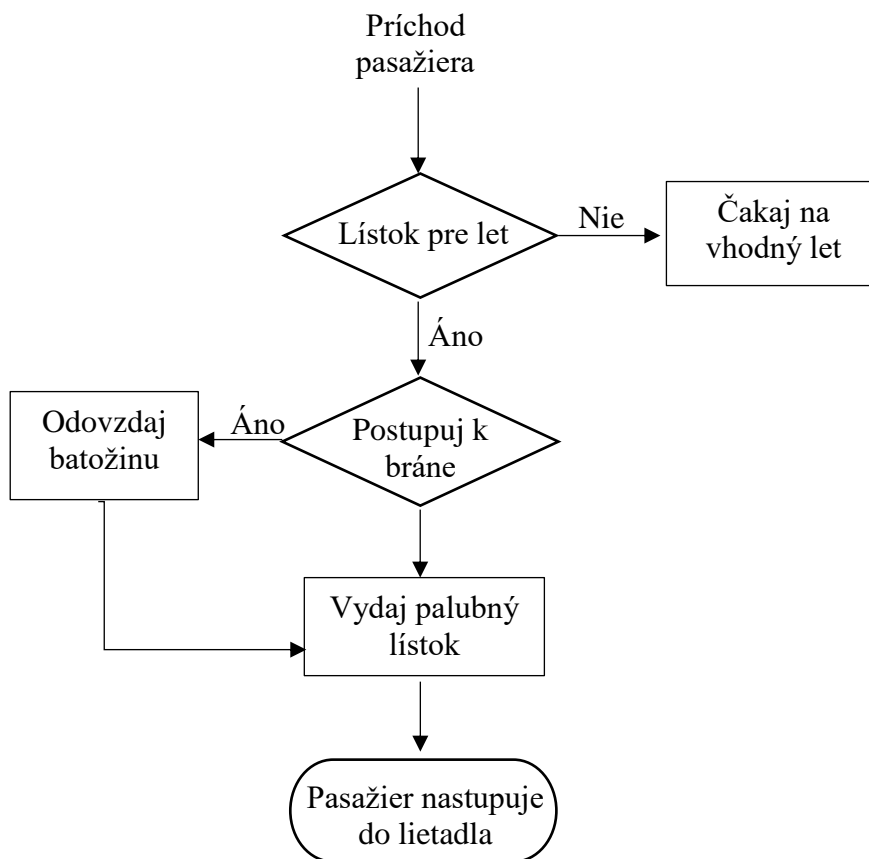 Príchod
pasažiera
Lístok pre let
Nie
Čakaj na
vhodný let
Áno
Odovzdaj
batožinu
Áno
Postupuj k
bráne
Vydaj palubný
lístok
Pasažier nastupuje
do lietadla